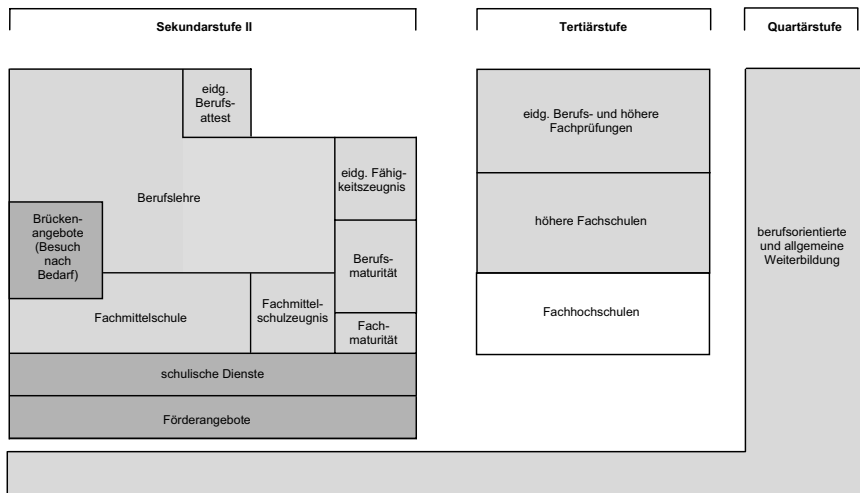 Sekundarstufe II
Tertiärstufe
Quartärstufe
eidg.
Berufs-
attest
Berufslehre
eidg. Fähig-
keitszeugnis
Brücken-
angebote
(Besuch
nach
Bedarf)
Berufs-
maturität
Fachmittelschule
Fachmittel-
schulzeugnis
Fach-
maturität
schulische Dienste
Förderangebote
eidg. Berufs- und höhere
Fachprüfungen
höhere Fachschulen
Fachhochschulen
berufsorientierte
und allgemeine
Weiterbildung